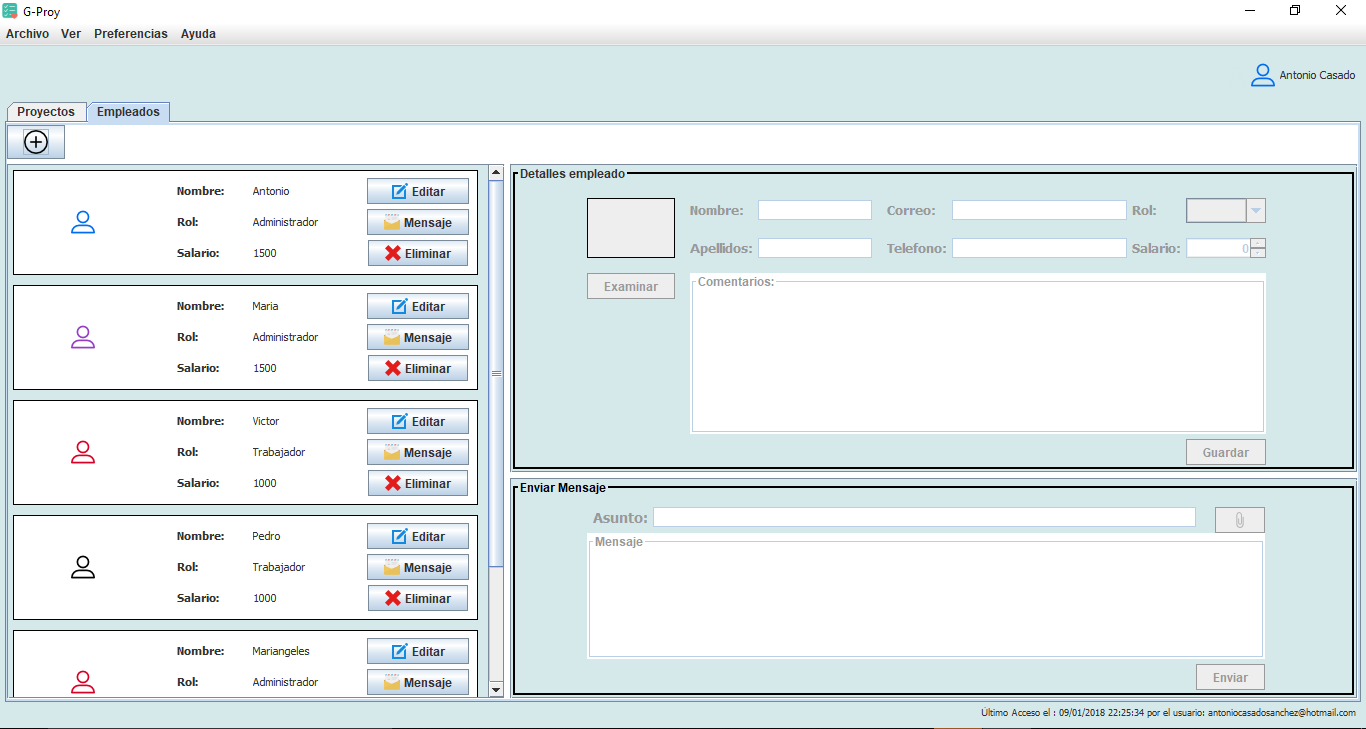 G-Proy
Archivo Ver Preferencias Ayuda
Antonio Casado
Proyectos Empleados
Nombre: Antonio Editar
Rol: Administrador Mensaje
Salario: 1500 Eliminar
Nombre: Maria Editar
Rol: Administrador Mensaje
Salario: 1500 Eliminar
Nombre: Victor Editar
Rol: Trabajador Mensaje
Salario: 1000 Eliminar
Nombre: Pedro Editar
Rol: Trabajador Mensaje
Salario: 1000 Eliminar
Nombre: Mariangeles Editar
Rol: Administrador Mensaje
Detalles empleado
Nombre: Correo: Rol:
Apellidos: Telefono: Salario: 0
Examinar
Comentarios:
Guardar
Enviar Mensaje
Asunto:
Mensaje
Enviar
Último Acceso el : 09/01/2018 22:25:34 por el usuario: antoniocasadosanchez@hotmail.com